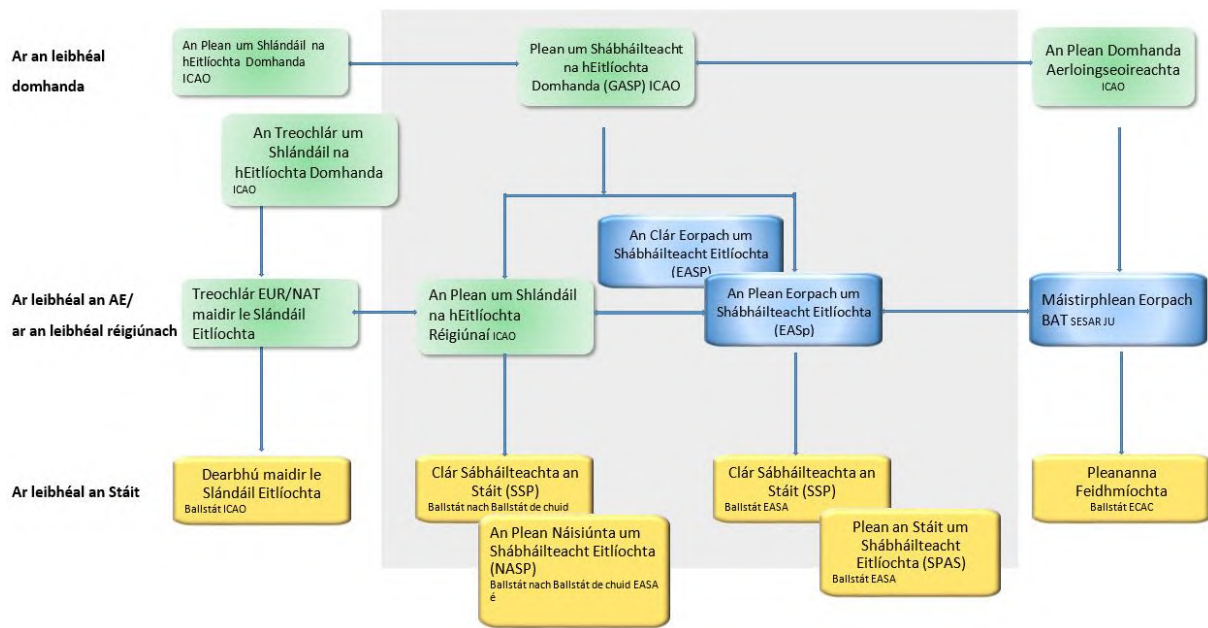 Ar an leibhéal
domhanda
An Plean um Shlándáil na
hEitlíochta Domhanda
ICAO
Plean um Shábháilteacht
na hEitlíochta
Domhanda (GASP) ICAO
An Plean Domhanda
Aerloingseoireachta
ICAO
An Treochlár um
Shlándáil na
hEitlíochta Domhanda
ICAO
An Clár Eorpach um
Shábháilteacht Eitlíochta
(EASP)
Ar leibhéal an AE/
ar an leibhéal réigiúnach
Treochlár EUR/NAT
maidir le Slándáil
Eitlíochta
An Plean um Shlándáil
na hEitlíochta
Réigiúnaí ICAO
An Plean Eorpach um
Shábháilteacht Eitlíochta
(EASp)
Máistirphlean Eorpach
BAT SESAR JU
Ar leibhéal an Stáit
Dearbhú maidir le
Slándáil Eitlíochta
Ballstát ICAO
Clár Sábháilteachta an
Stáit (SSP)
Ballstát nach Ballstát de chuid
An Plean Náisiúnta um
Shábháilteacht Eitlíochta
(NASP)
Ballstát nach Ballstát de chuid EASA
é
Clár Sábháilteachta an
Stáit (SSP)
Ballstát EASA
Plean an Stáit um
Shábháilteacht
Eitlíochta (SPAS)
Ballstát EASA
Pleananna
Feidhmíochta
Ballstát ECAC